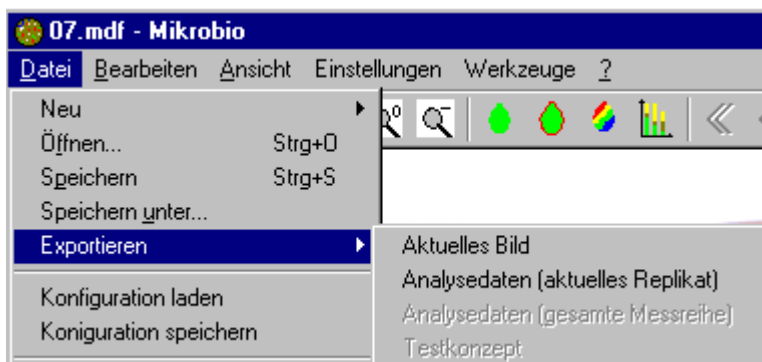 07.mdf - Mikrobio
Datei Bearbeiten Ansicht Einstellungen Werkzeuge ?
Neu
Öffnen... Strg+O
Speichern Strg+S
Speichern unter...
Exportieren
Aktuelles Bild
Analysedaten (aktuelles Replikat)
Analysedaten (gesamte Messreihe)
Testkonzept
Konfiguration laden
Koniguration speichern